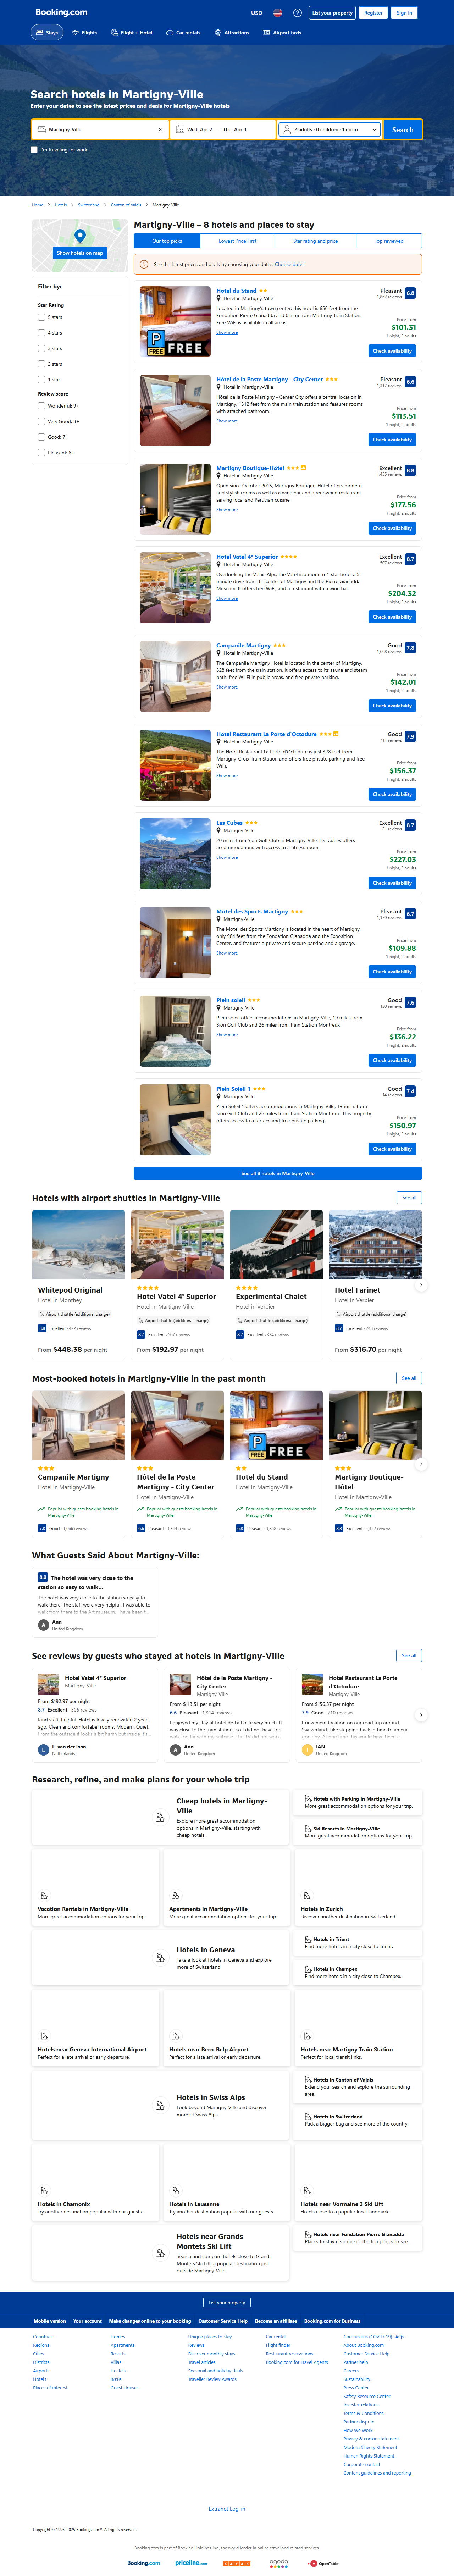 Booking.com
USD
List your property
Register
Sign in
Stays
Flights
Flight + Hotel
Car rentals
Attractions
Airport taxis
Search hotels in Martigny-Ville
Enter your dates to see the latest prices and deals for Martigny-Ville hotels
Martigny-Ville
Wed, Apr 2 — Thu, Apr 3
2 adults · 0 children · 1 room
Search
I'm traveling for work
Home
Hotels
Switzerland
Canton of Valais
Martigny-Ville
Show hotels on map
Filter by:
Star Rating
5 stars
4 stars
3 stars
2 stars
1 star
Review score
Wonderful: 9+
Very Good: 8+
Good: 7+
Pleasant: 6+
Martigny-Ville – 8 hotels and places to stay
Our top picks
Lowest Price First
Star rating and price
Top reviewed
See the latest prices and deals by choosing your dates. Choose dates
Hotel du Stand
Hotel in Martigny-Ville
Located in Martigny's town center, this hotel is 656 feet from the
Fondation Pierre Gianadda and 0.6 mi from Martigny Train Station.
Free WiFi is available in all areas.
Show more
P FREE
Pleasant
1,862 reviews
6.8
Price from
$101.31
1 night, 2 adults
Check availability
Hôtel de la Poste Martigny - City Center
Hotel in Martigny-Ville
Hôtel de la Poste Martigny - City Center offers a central location in
Martigny, 1312 feet from the main train station and features rooms
with attached bathroom.
Show more
Pleasant
1,317 reviews
6.6
Price from
$113.51
1 night, 2 adults
Check availability
Martigny Boutique-Hôtel
Hotel in Martigny-Ville
Open since October 2015, Martigny Boutique-Hôtel offers modern
and stylish rooms as well as a wine bar and a renewed restaurant
serving local and Peruvian cuisine.
Show more
Excellent
1,455 reviews
8.8
Price from
$177.56
1 night, 2 adults
Check availability
Hotel Vatel 4* Superior
Hotel in Martigny-Ville
Overlooking the Valais Alps, the Vatel is a modern 4-star hotel a 5-
minute drive from the center of Martigny and the Pierre Gianadda
Museum. It offers free WiFi, and a restaurant with a wine bar.
Show more
Excellent
507 reviews
8.7
Price from
$204.32
1 night, 2 adults
Check availability
Campanile Martigny
Hotel in Martigny-Ville
The Campanile Martigny Hotel is located in the center of Martigny,
328 feet from the train station. It offers access to its sauna and steam
bath, free Wi-Fi in public areas, and free private parking.
Show more
Good
1,666 reviews
7.8
Price from
$142.01
1 night, 2 adults
Check availability
Hotel Restaurant La Porte d'Octodure
Hotel in Martigny-Ville
The Hotel Restaurant La Porte d'Octodure is just 328 feet from
Martigny-Croix Train Station and offers free private parking and free
WiFi.
Show more
Good
711 reviews
7.9
Price from
$156.37
1 night, 2 adults
Check availability
Les Cubes
Martigny-Ville
20 miles from Sion Golf Club in Martigny-Ville, Les Cubes offers
accommodations with access to a fitness room.
Show more
Excellent
21 reviews
8.7
Price from
$227.03
1 night, 2 adults
Check availability
Motel des Sports Martigny
Martigny-Ville
The Motel des Sports Martigny is located in the heart of Martigny,
only 984 feet from the Fondation Gianadda and the Exposition
Center, and features a private and secure parking and a garage.
Show more
Pleasant
1,179 reviews
6.7
Price from
$109.88
1 night, 2 adults
Check availability
Plein soleil
Martigny-Ville
Plein soleil offers accommodations in Martigny-Ville, 19 miles from
Sion Golf Club and 26 miles from Train Station Montreux.
Show more
Good
130 reviews
7.6
Price from
$136.22
1 night, 2 adults
Check availability
Plein Soleil 1
Martigny-Ville
Plein Soleil 1 offers accommodations in Martigny-Ville, 19 miles from
Sion Golf Club and 26 miles from Train Station Montreux. This property
offers access to a terrace and free private parking.
Good
14 reviews
7.4
Price from
$150.97
1 night, 2 adults
Check availability
See all 8 hotels in Martigny-Ville
Hotels with airport shuttles in Martigny-Ville
See all
Whitepod Original
Hotel in Monthey
Airport shuttle (additional charge)
8.8 Excellent · 422 reviews
From $448.38 per night
Hotel Vatel 4* Superior
Hotel in Martigny-Ville
Airport shuttle (additional charge)
8.7 Excellent · 507 reviews
From $192.97 per night
Experimental Chalet
Hotel in Verbier
Airport shuttle (additional charge)
8.7 Excellent · 334 reviews
Hotel Farinet
Hotel in Verbier
Airport shuttle (additional charge)
8.7 Excellent · 248 reviews
From $316.70 per night
Most-booked hotels in Martigny-Ville in the past month
See all
Campanile Martigny
Hotel in Martigny-Ville
Popular with guests booking hotels in
Martigny-Ville
7.8 Good · 1,666 reviews
Hôtel de la Poste
Martigny - City Center
Hotel in Martigny-Ville
Popular with guests booking hotels in
Martigny-Ville
6.6 Pleasant · 1,314 reviews
P FREE
Hotel du Stand
Hotel in Martigny-Ville
Popular with guests booking hotels in
Martigny-Ville
6.8 Pleasant · 1,858 reviews
Martigny Boutique-
Hôtel
Hotel in Martigny-Ville
Popular with guests booking hotels in
Martigny-Ville
8.8 Excellent · 1,452 reviews
What Guests Said About Martigny-Ville:
8.0 The hotel was very close to the
station so easy to walk...
The hotel was very close to the station so easy to
walk. The staff were very helpful. I was able to
Ann
United Kingdom
See reviews by guests who stayed at hotels in Martigny-Ville
See all
Hotel Vatel 4* Superior
Martigny-Ville
From $192.97 per night
8.7 Excellent · 506 reviews
Kind staff, helpful. Hotel is lovely renomated 2 years
ago. Clean and comfortable rooms. Modern. Quiet.
L. van der laan
Netherlands
Hôtel de la Poste Martigny -
City Center
Martigny-Ville
From $113.51 per night
6.6 Pleasant · 1,314 reviews
I enjoyed my stay at hotel de La Poste very much. It
was close to the train station, so I did not have too
Ann
United Kingdom
Hotel Restaurant La Porte
d'Octodure
Martigny-Ville
From $156.37 per night
7.9 Good · 710 reviews
Convenient location on your road trip around
Switzerland. Like stepping back in time to an era
IAN
United Kingdom
Research, refine, and make plans for your whole trip
Cheap hotels in Martigny-
Ville
Explore more great accommodation
options in Martigny-Ville, starting with
cheap hotels.
Hotels with Parking in Martigny-Ville
More great accommodation options for your trip.
Ski Resorts in Martigny-Ville
More great accommodation options for your trip.
Vacation Rentals in Martigny-Ville
More great accommodation options for your trip.
Apartments in Martigny-Ville
More great accommodation options for your trip.
Hotels in Zurich
Discover another destination in Switzerland.
Hotels in Geneva
Take a look at hotels in Geneva and explore
more of Switzerland.
Hotels in Trient
Find more hotels in a city close to Trient.
Hotels in Champex
Find more hotels in a city close to Champex.
Hotels near Geneva International Airport
Perfect for a late arrival or early departure.
Hotels near Bern-Belp Airport
Perfect for a late arrival or early departure.
Hotels near Martigny Train Station
Perfect for local transit links.
Hotels in Swiss Alps
Look beyond Martigny-Ville and discover
more of Swiss Alps.
Hotels in Canton of Valais
Extend your search and explore the surrounding
area.
Hotels in Switzerland
Pack a bigger bag and see more of the country.
Hotels in Chamonix
Try another destination popular with our guests.
Hotels in Lausanne
Try another destination popular with our guests.
Hotels near Vormaine 3 Ski Lift
Hotels close to a popular local landmark.
Hotels near Grands
Montets Ski Lift
Search and compare hotels close to Grands
Montets Ski Lift, a popular destination just
outside Martigny-Ville.
Hotels near Fondation Pierre Gianadda
Places to stay near one of the top places to see.
List your property
Mobile version
Your account
Make changes online to your booking
Customer Service Help
Become an affiliate
Booking.com for Business
Countries
Regions
Cities
Districts
Airports
Hotels
Places of interest
Homes
Apartments
Resorts
Villas
Hostels
B&Bs
Guest Houses
Unique places to stay
Reviews
Discover monthly stays
Travel articles
Seasonal and holiday deals
Traveller Review Awards
Car rental
Flight finder
Restaurant reservations
Booking.com for Travel Agents
Coronavirus (COVID-19) FAQs
About Booking.com
Customer Service Help
Partner help
Careers
Sustainability
Press Center
Safety Resource Center
Investor relations
Terms & Conditions
Partner dispute
How We Work
Privacy & cookie statement
Modern Slavery Statement
Human Rights Statement
Corporate contact
Content guidelines and reporting
Extranet Log-in
Copyright © 1996–2025 Booking.com™. All rights reserved.
Booking.com is part of Booking Holdings Inc., the world leader in online travel and related services.
Booking.com
priceline.com
KAYAK
agoda
OpenTable